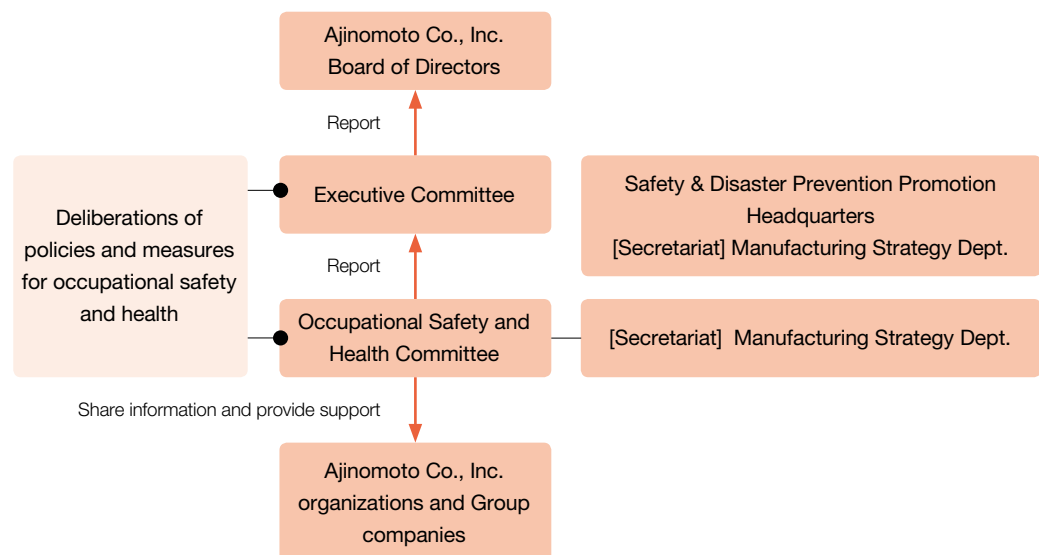 Ajinomoto Co., Inc.
Board of Directors
Report
Deliberations of
policies and measures
for occupational safety
and health
Executive Committee
Safety & Disaster Prevention Promotion
Headquarters
[Secretariat] Manufacturing Strategy Dept.
Report
Occupational Safety and
Health Committee
[Secretariat] Manufacturing Strategy Dept.
Share information and provide support
Ajinomoto Co., Inc.
organizations and Group
companies